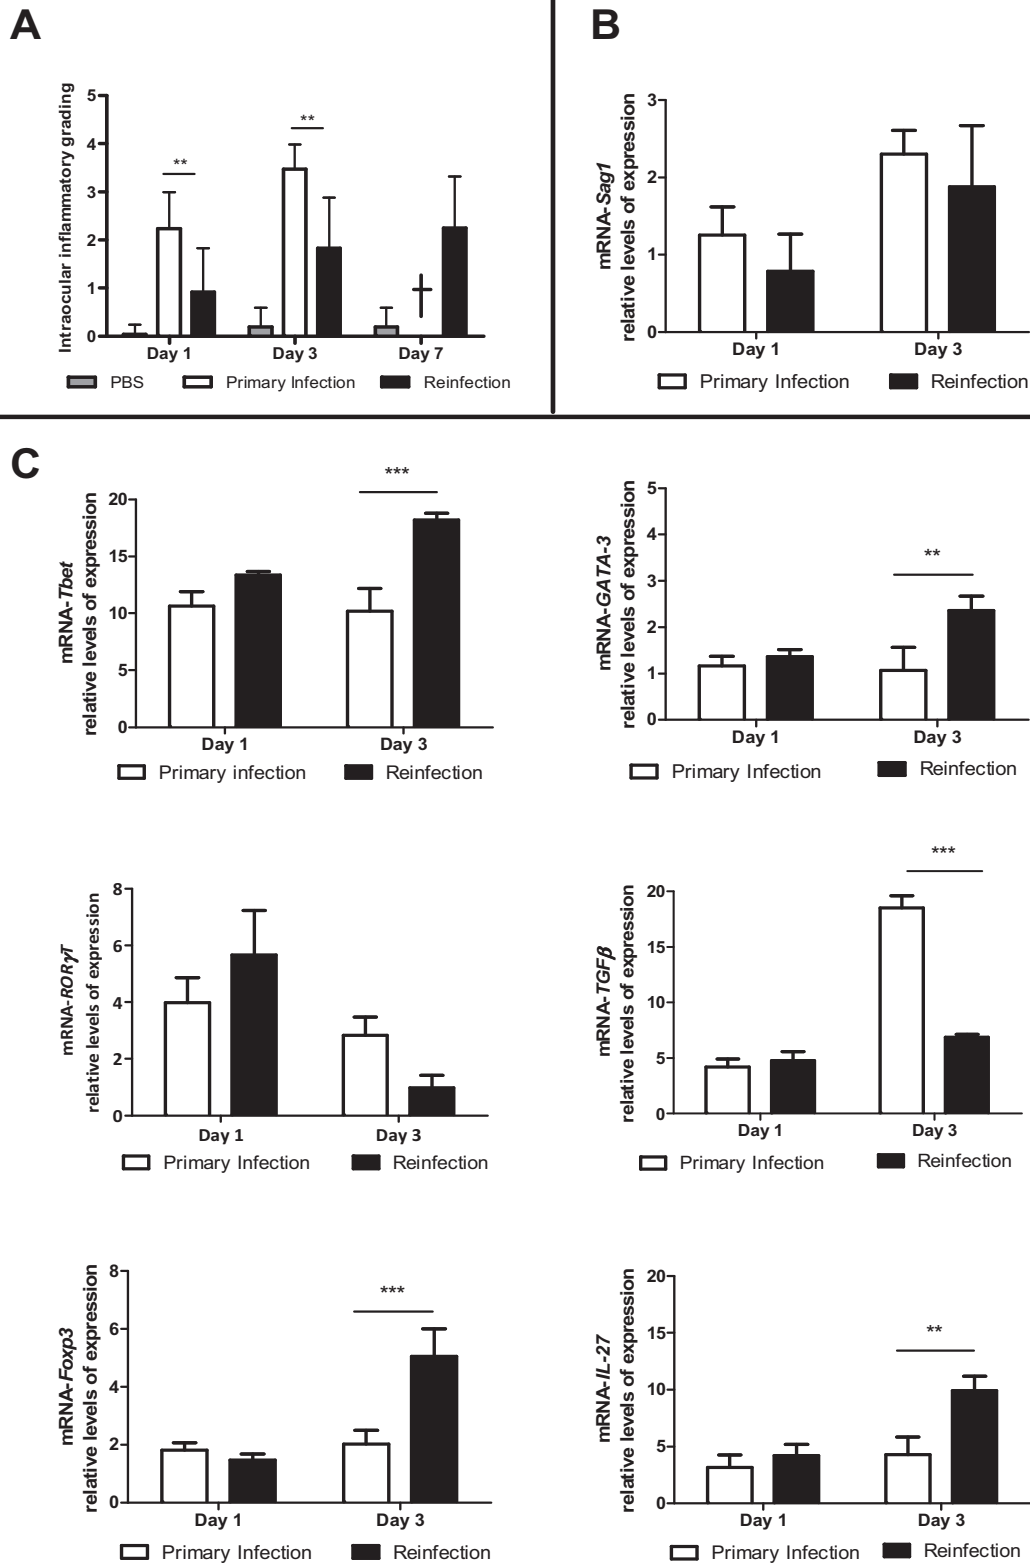 A
Intraocular inflammatory grading
5
4
3
2
1
0
**
**
Day 1
Day 3
Day 7
PBS
Primary Infection
Reinfection
B
mRNA-Sag1
relative levels of expression
3
2
1
0
Day 1
Day 3
Primary Infection
Reinfection
C
mRNA-Tbet
relative levels of expression
20
15
10
5
0
***
Day 1
Day 3
Primary infection
Reinfection
mRNA-GATA-3
relative levels of expression
5
4
3
2
1
0
**
Day 1
Day 3
Primary Infection
Reinfection
mRNA-RORγT
relative levels of expression
8
6
4
2
0
Day 1
Day 3
Primary Infection
Reinfection
mRNA-TGFβ
relative levels of expression
20
15
10
5
0
***
Day 1
Day 3
Primary Infection
Reinfection
mRNA-Foxp3
relative levels of expression
8
6
4
2
0
***
Day 1
Day 3
Primary Infection
Reinfection
mRNA-IL-27
relative levels of expression
20
15
10
5
0
**
Day 1
Day 3
Primary Infection
Reinfection